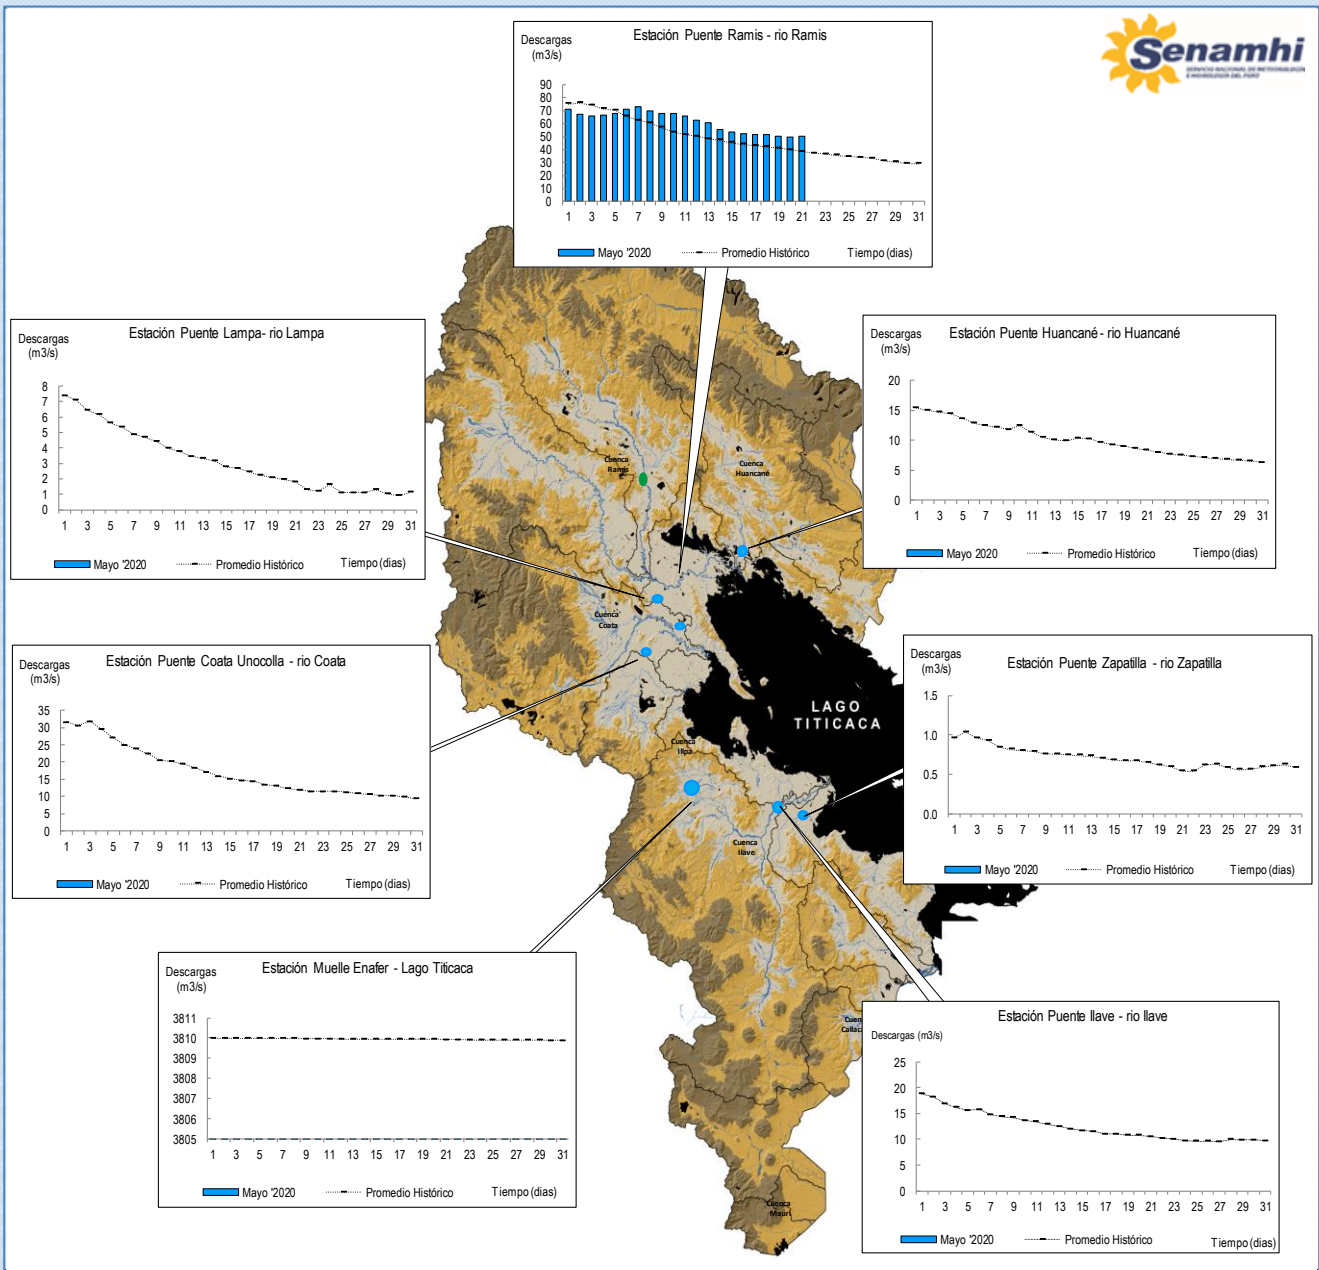 Senamhi
SERVICIO NACIONAL DE METEOROLOGÍA
E HIDROLOGÍA DEL PERÚ
Descargas
(m3/s)
Estación Puente Ramis - rio Ramis
90
80
70
60
50
40
30
20
10
0
1 3 5 7 9 11 13 15 17 19 21 23 25 27 29 31
Mayo '2020 Promedio Histórico Tiempo (dias)
Descargas
(m3/s)
Estación Puente Lampa- rio Lampa
8
7
6
5
4
3
2
1
0
1 3 5 7 9 11 13 15 17 19 21 23 25 27 29 31
Mayo '2020 Promedio Histórico Tiempo (dias)
Descargas
(m3/s)
Estación Puente Huancané - rio Huancané
20
15
10
5
0
1 3 5 7 9 11 13 15 17 19 21 23 25 27 29 31
Mayo 2020 Promedio Histórico Tiempo (dias)
Cuenca
Ramis
Cuenca
Huancané
Cuenca
Coata
LAGO
TITICACA
Cuenca
Illpa
Cuenca
Ilave
Cuenca
Mauri
Descargas
(m3/s)
Estación Puente Coata Unocolla - rio Coata
35
30
25
20
15
10
5
0
1 3 5 7 9 11 13 15 17 19 21 23 25 27 29 31
Mayo '2020 Promedio Histórico Tiempo (dias)
Descargas
(m3/s)
Estación Puente Zapatilla - rio Zapatilla
1.5
1.0
0.5
0.0
1 3 5 7 9 11 13 15 17 19 21 23 25 27 29 31
Mayo '2020 Promedio Histórico Tiempo (dias)
Descargas
(m3/s)
Estación Muelle Enafer - Lago Titicaca
3811
3810
3809
3808
3806
3805
1 3 5 7 9 11 13 15 17 19 21 23 25 27 29 31
Mayo '2020 Promedio Histórico Tiempo (dias)
Estación Puente Ilave - rio Ilave
Descargas (m3/s)
25
20
15
10
5
0
1 3 5 7 9 11 13 15 17 19 21 23 25 27 29 31
Mayo '2020 Promedio Histórico Tiempo (dias)